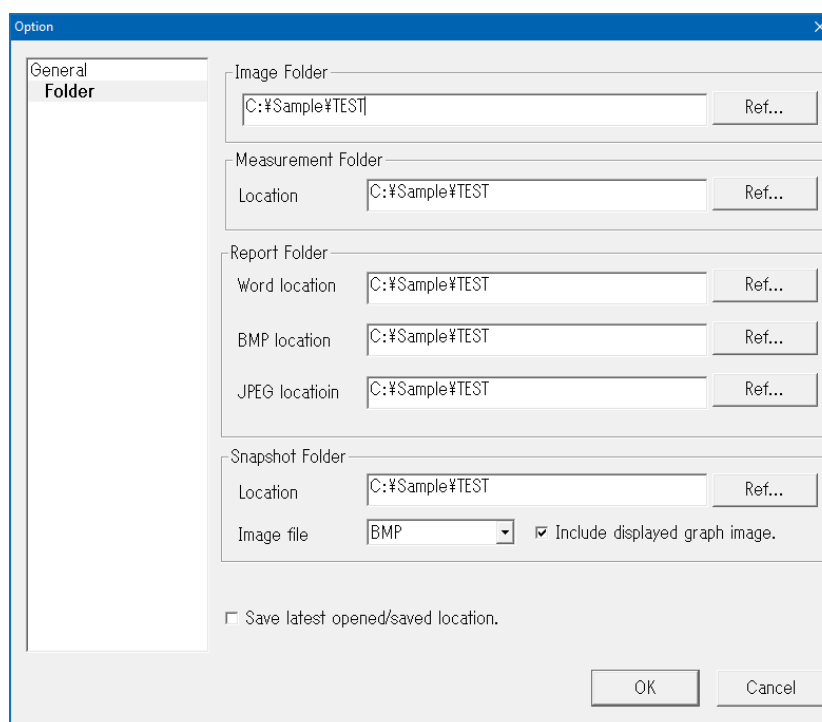 Option
General
Folder
Image Folder
C:¥Sample¥TEST
Ref...
Measurement Folder
Location
C:¥Sample¥TEST
Ref...
Report Folder
Word location
C:¥Sample¥TEST
Ref...
BMP location
C:¥Sample¥TEST
Ref...
JPEG locatioin
C:¥Sample¥TEST
Ref...
Snapshot Folder
Location
C:¥Sample¥TEST
Ref...
Image file
BMP
Include displayed graph image.
Save latest opened/saved location.
OK
Cancel